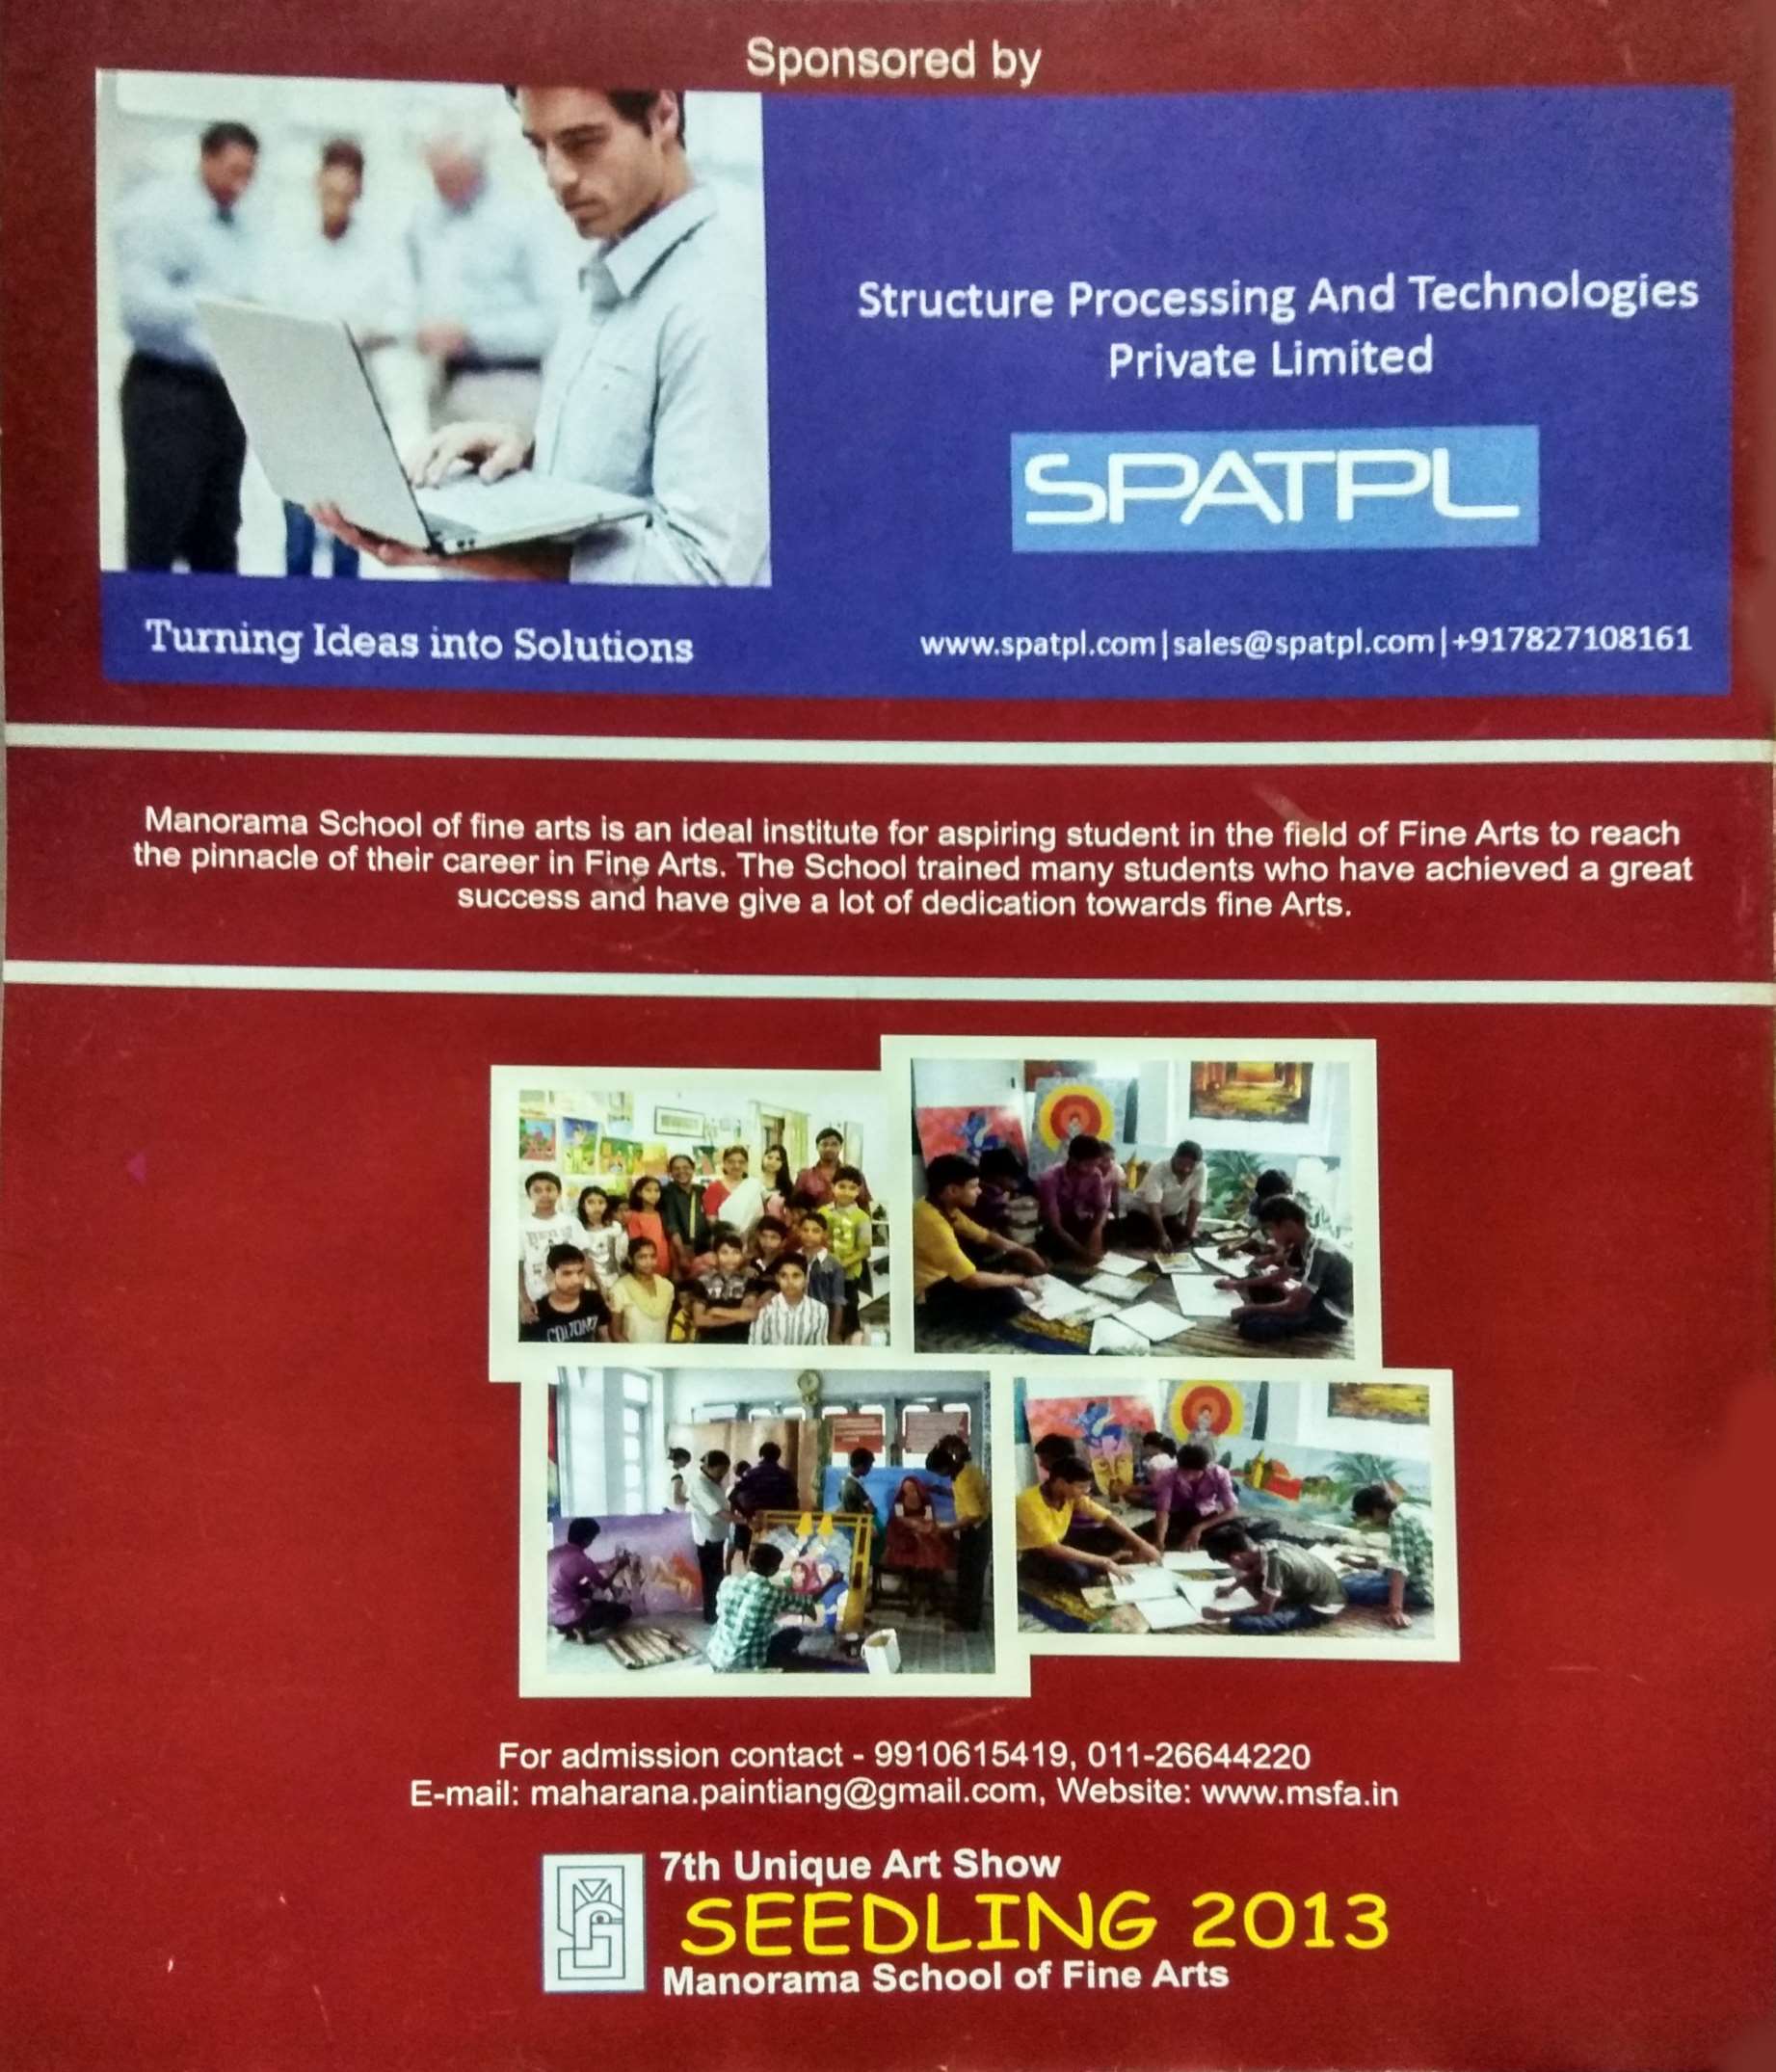 Sponsored by
Structure Processing And Technologies
Private Limited
SPATPL
Turning Ideas into Solutions
www.spatpl.com|sales@spatpl.com|+917827108161
Manorama School of fine arts is an ideal institute for aspiring student in the field of Fine Arts to reach
the pinnacle of their career in Fine Arts. The School trained many students who have achieved a great
success and have give a lot of dedication towards fine Arts.
For admission contact - 9910615419, 011-26644220
E-mail: maharana.paintiang@gmail.com, Website: www.msfa.in
7th Unique Art Show
SEEDLING 2013
Manorama School of Fine Arts